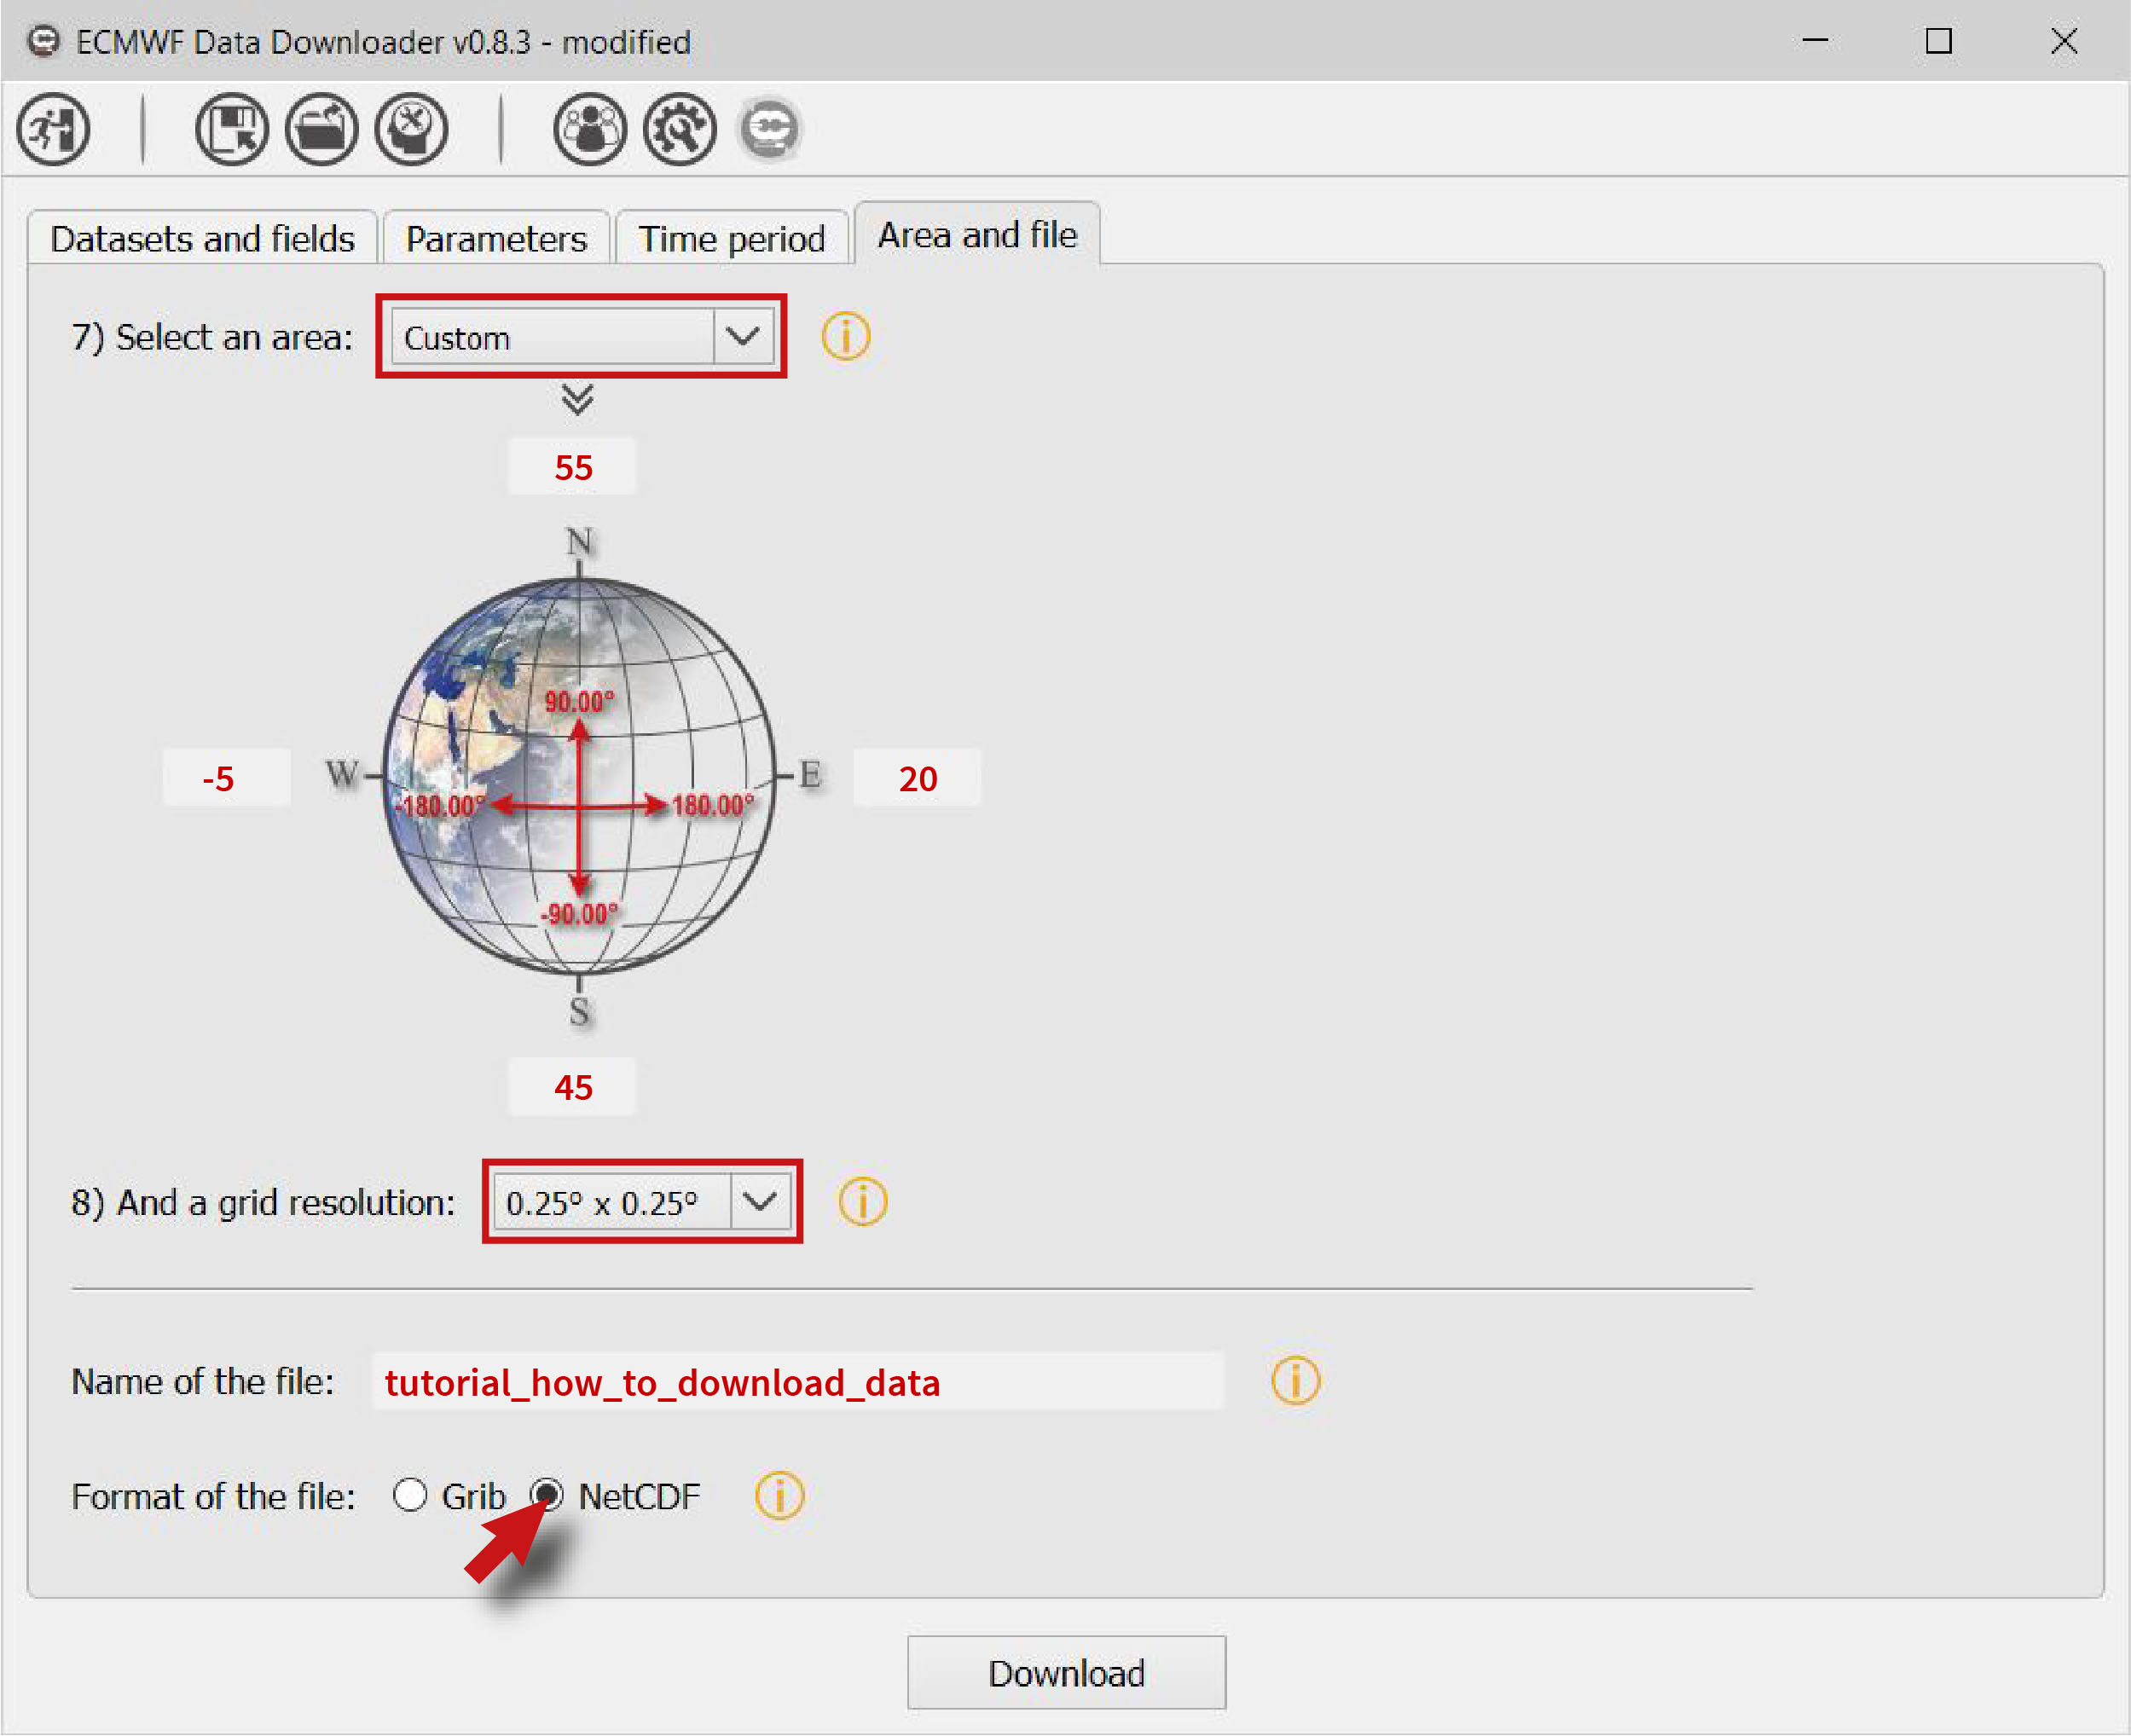 ECMWF Data Downloader v0.8.3 - modified
Datasets and fields Parameters Time period Area and file
7) Select an area: Custom
55
N
90.00°
-5 W E 20
-180.00° 180.00°
-90.00°
S
45
8) And a grid resolution: 0.25º x 0.25º
Name of the file: tutorial_how_to_download_data
Format of the file: Grib NetCDF
Download